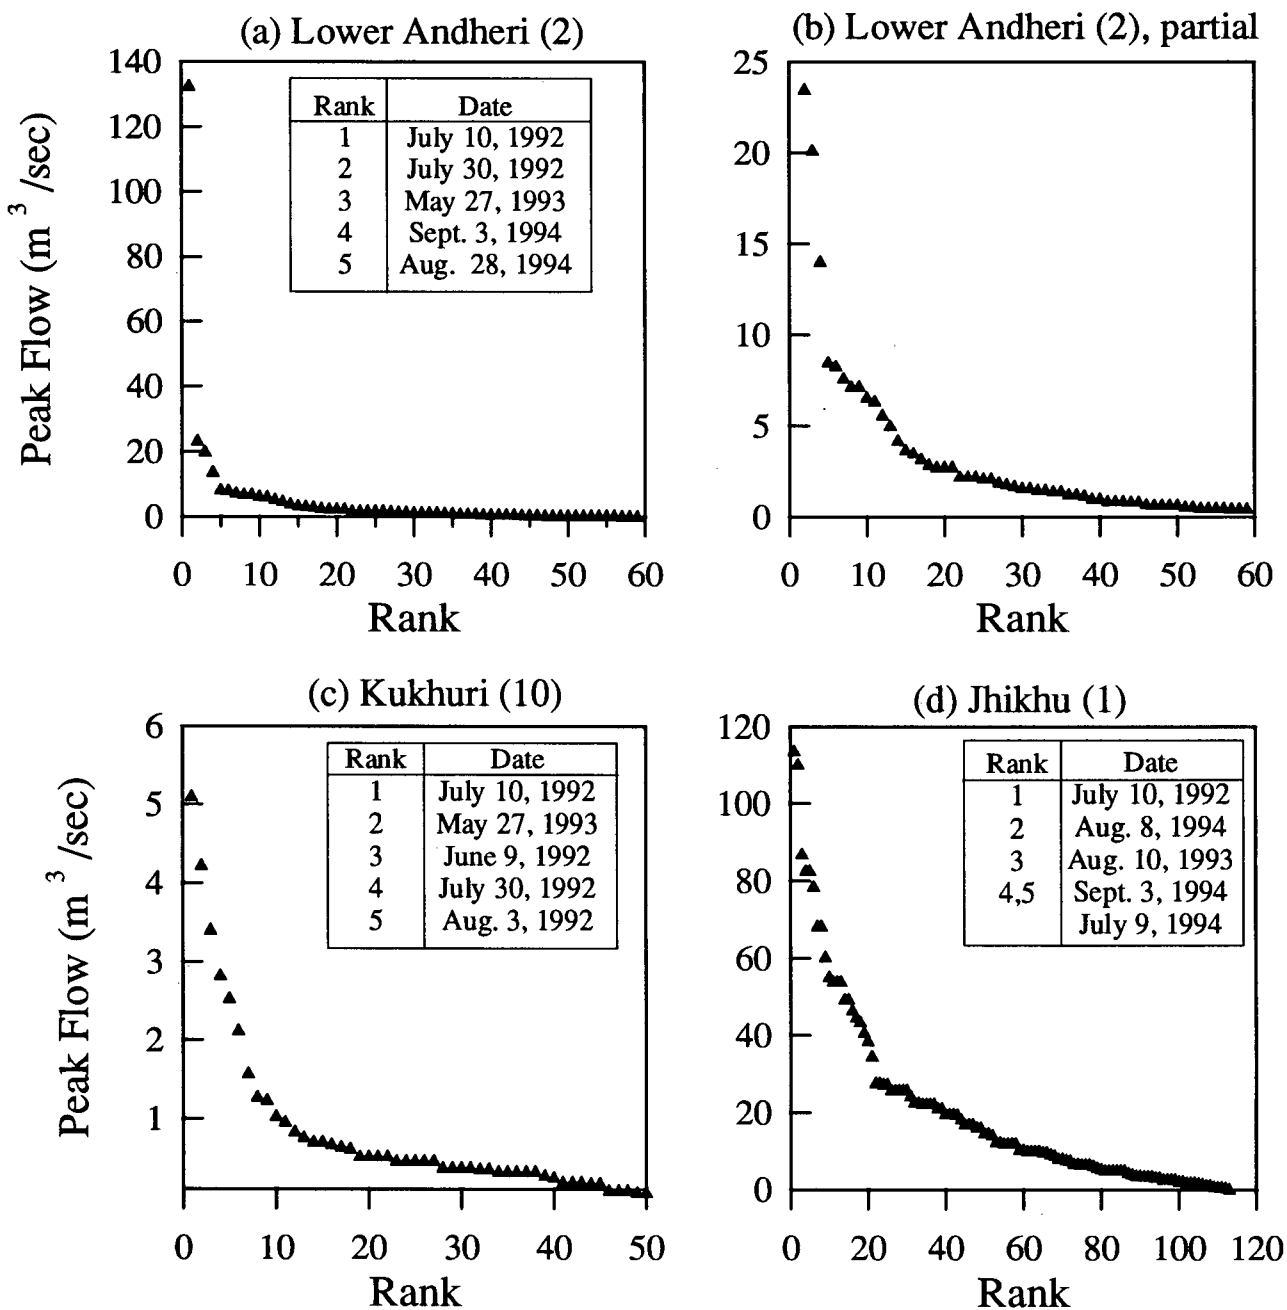 (a) Lower Andheri (2)
Peak Flow (m³/sec)
140
120
100
80
60
40
20
0
Rank Date
1 July 10, 1992
2 July 30, 1992
3 May 27, 1993
4 Sept. 3, 1994
5 Aug. 28, 1994
0 10 20 30 40 50 60
Rank
(b) Lower Andheri (2), partial
25
20
15
10
5
0
0 10 20 30 40 50 60
Rank
(c) Kukhuri (10)
Peak Flow (m³/sec)
6
5
4
3
2
1
Rank Date
1 July 10, 1992
2 May 27, 1993
3 June 9, 1992
4 July 30, 1992
5 Aug. 3, 1992
0 10 20 30 40 50
Rank
(d) Jhikhu (1)
120
100
80
60
40
20
0
Rank Date
1 July 10, 1992
2 Aug. 8, 1994
3 Aug. 10, 1993
4,5 Sept. 3, 1994
July 9, 1994
0 20 40 60 80 100 120
Rank